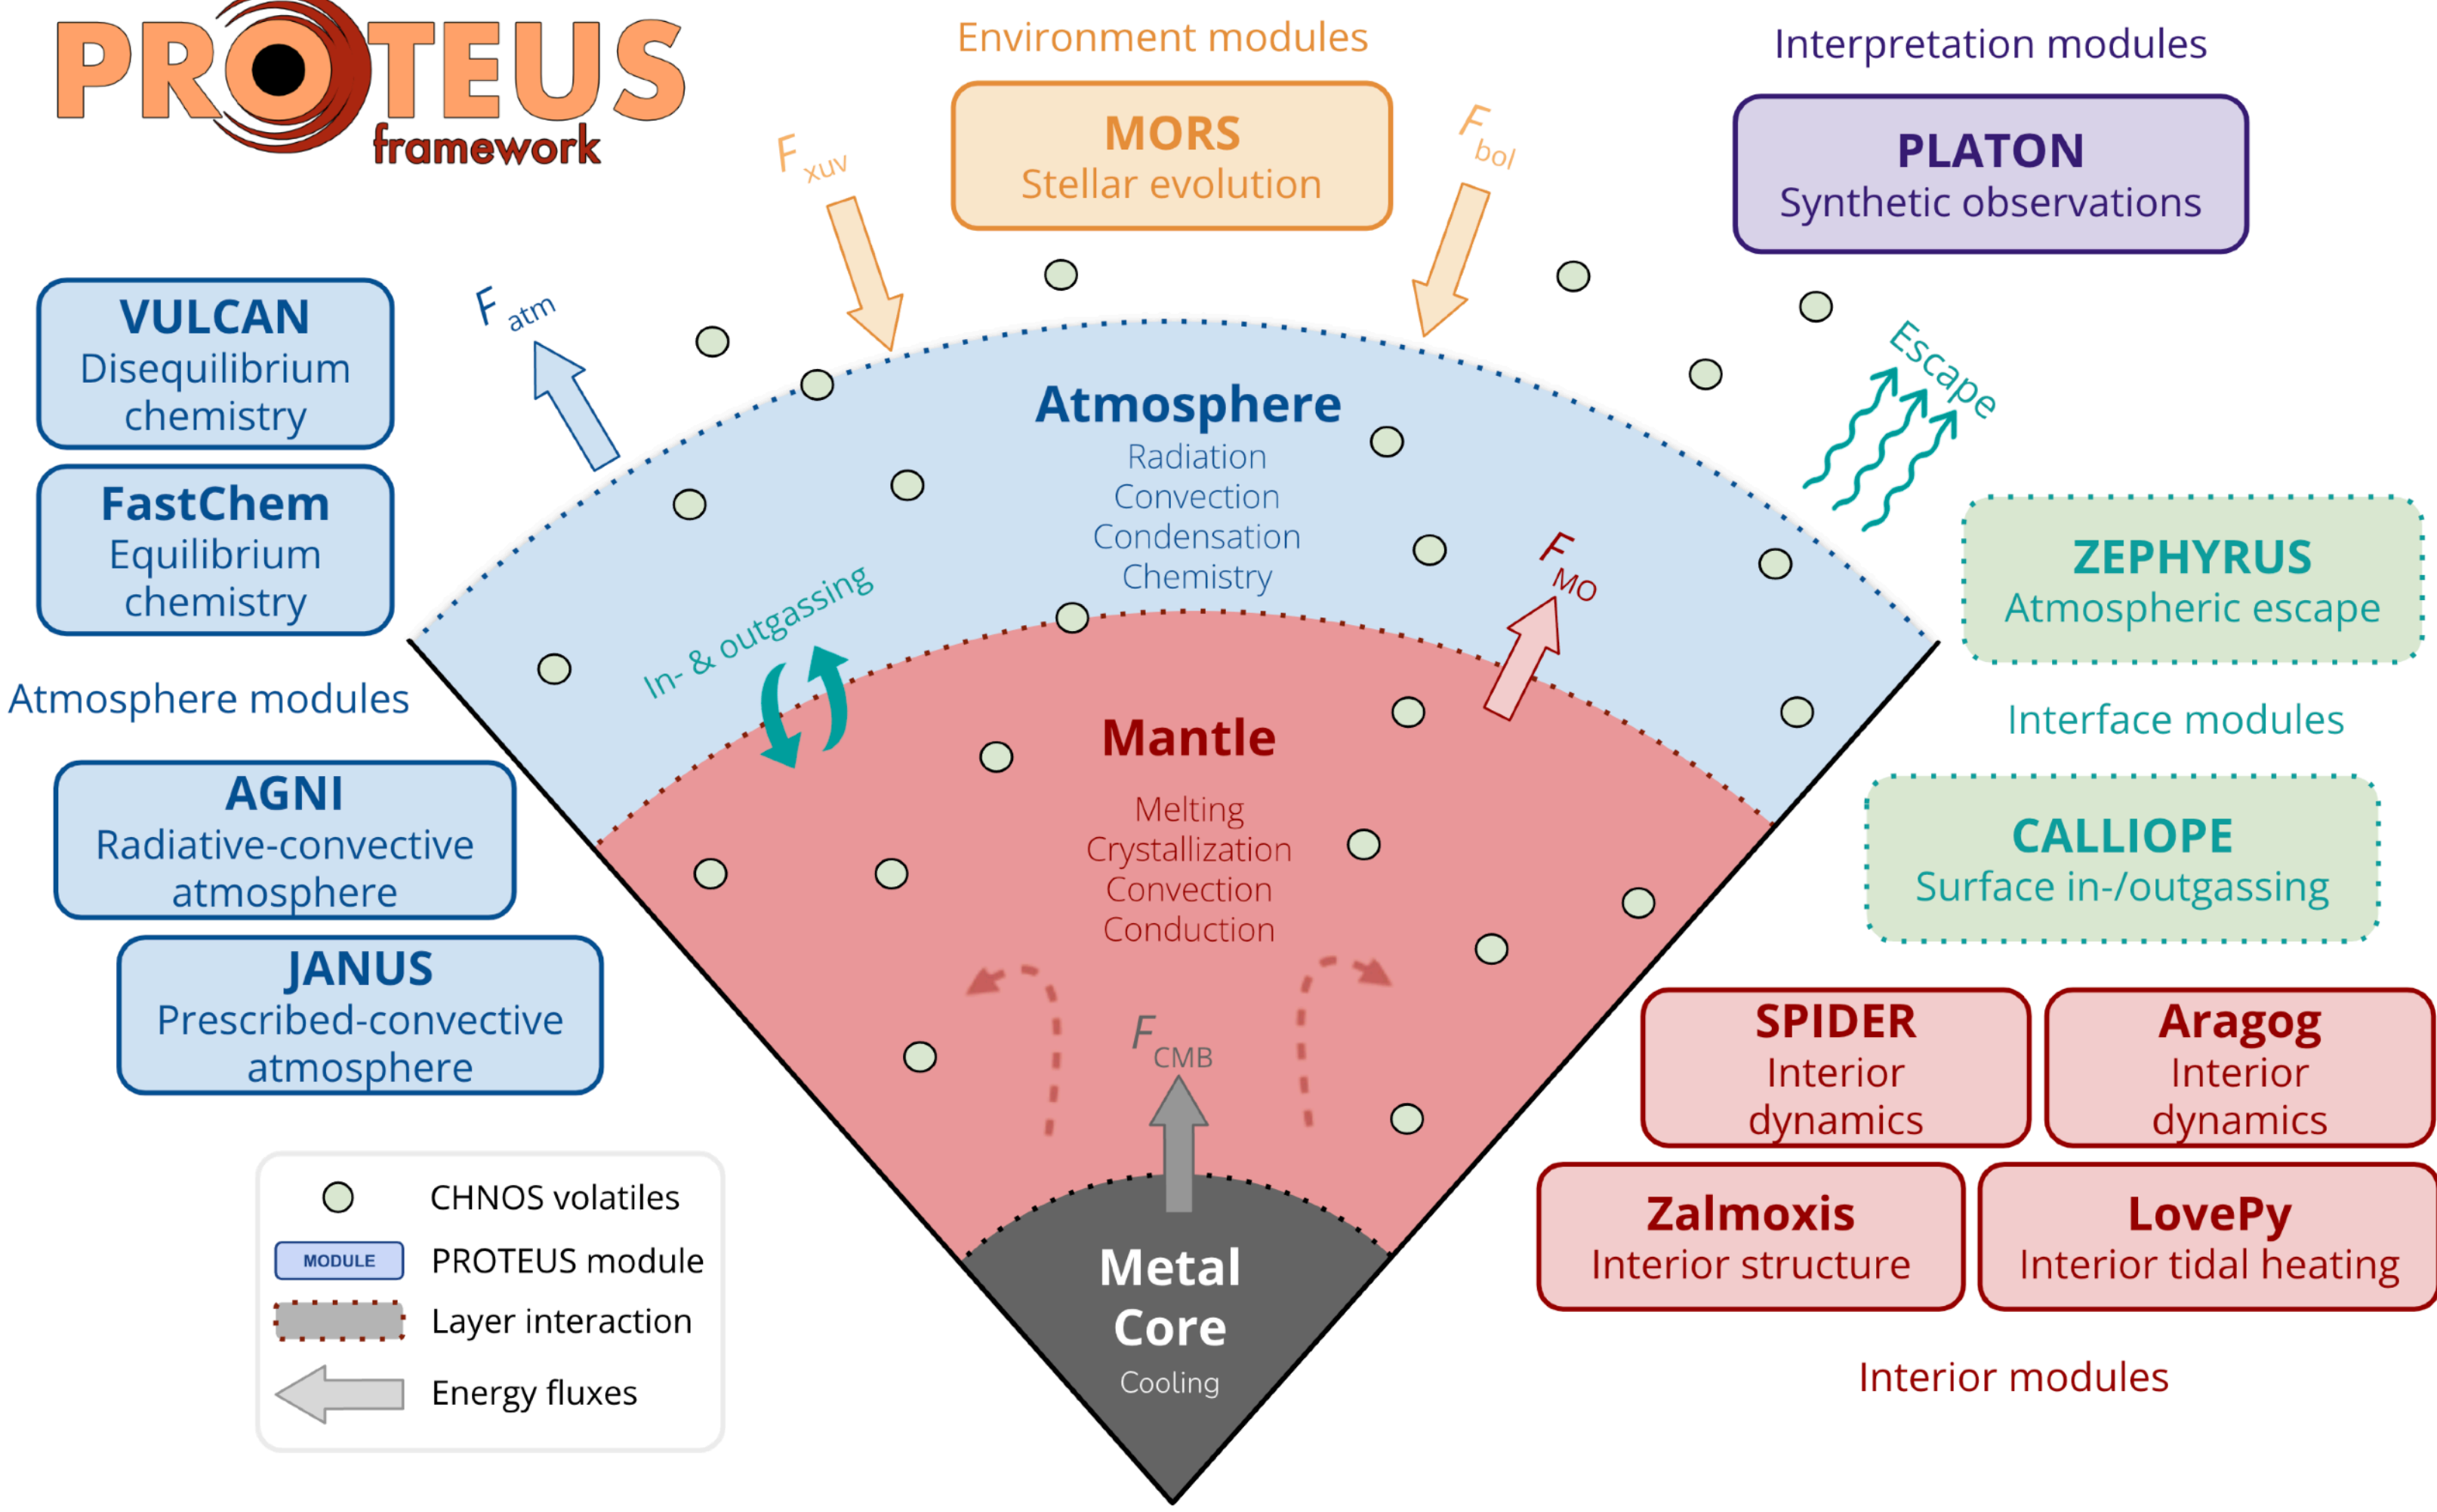 PROTEUS
framework
Environment modules
MORS
Stellar evolution
Interpretation modules
PLATON
Synthetic observations
F xuv
F bol
F atm
Escape
VULCAN
Disequilibrium
chemistry
FastChem
Equilibrium
chemistry
Atmosphere modules
AGNI
Radiative-convective
atmosphere
JANUS
Prescribed-convective
atmosphere
Atmosphere
Radiation
Convection
Condensation
Chemistry
In- & outgassing
F MO
Mantle
Melting
Crystallization
Convection
Conduction
F CMB
Metal
Core
Cooling
ZEPHYRUS
Atmospheric escape
Interface modules
CALLIOPE
Surface in-/outgassing
SPIDER
Interior
dynamics
Aragog
Interior
dynamics
Zalmoxis
Interior structure
LovePy
Interior tidal heating
Interior modules
CHNOS volatiles
MODULE
PROTEUS module
Layer interaction
Energy fluxes